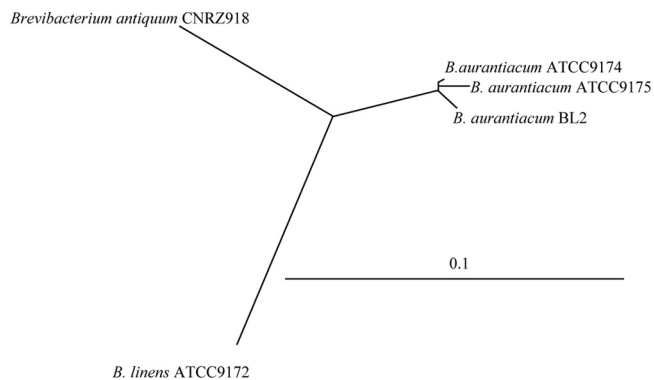 Brevibacterium antiquum CNRZ918
B.aurantiacum ATCC9174
B. aurantiacum ATCC9175
B. aurantiacum BL2
0.1
B. linens ATCC9172